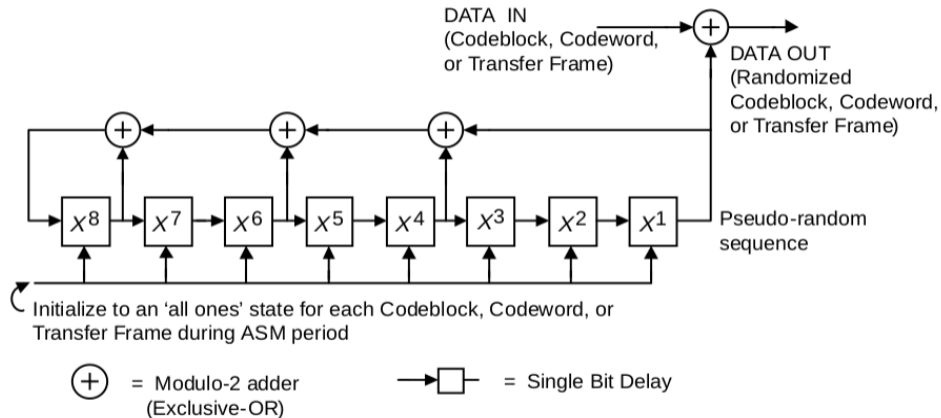 DATA IN
(Codeblock, Codeword,
or Transfer Frame)
+
DATA OUT
(Randomized
Codeblock, Codeword,
or Transfer Frame)
+ + +
X⁸ X⁷ X⁶ X⁵ X⁴ X³ X² X¹
Pseudo-random
sequence
Initialize to an ‘all ones’ state for each Codeblock, Codeword, or
Transfer Frame during ASM period
+ = Modulo-2 adder
(Exclusive-OR)
= Single Bit Delay